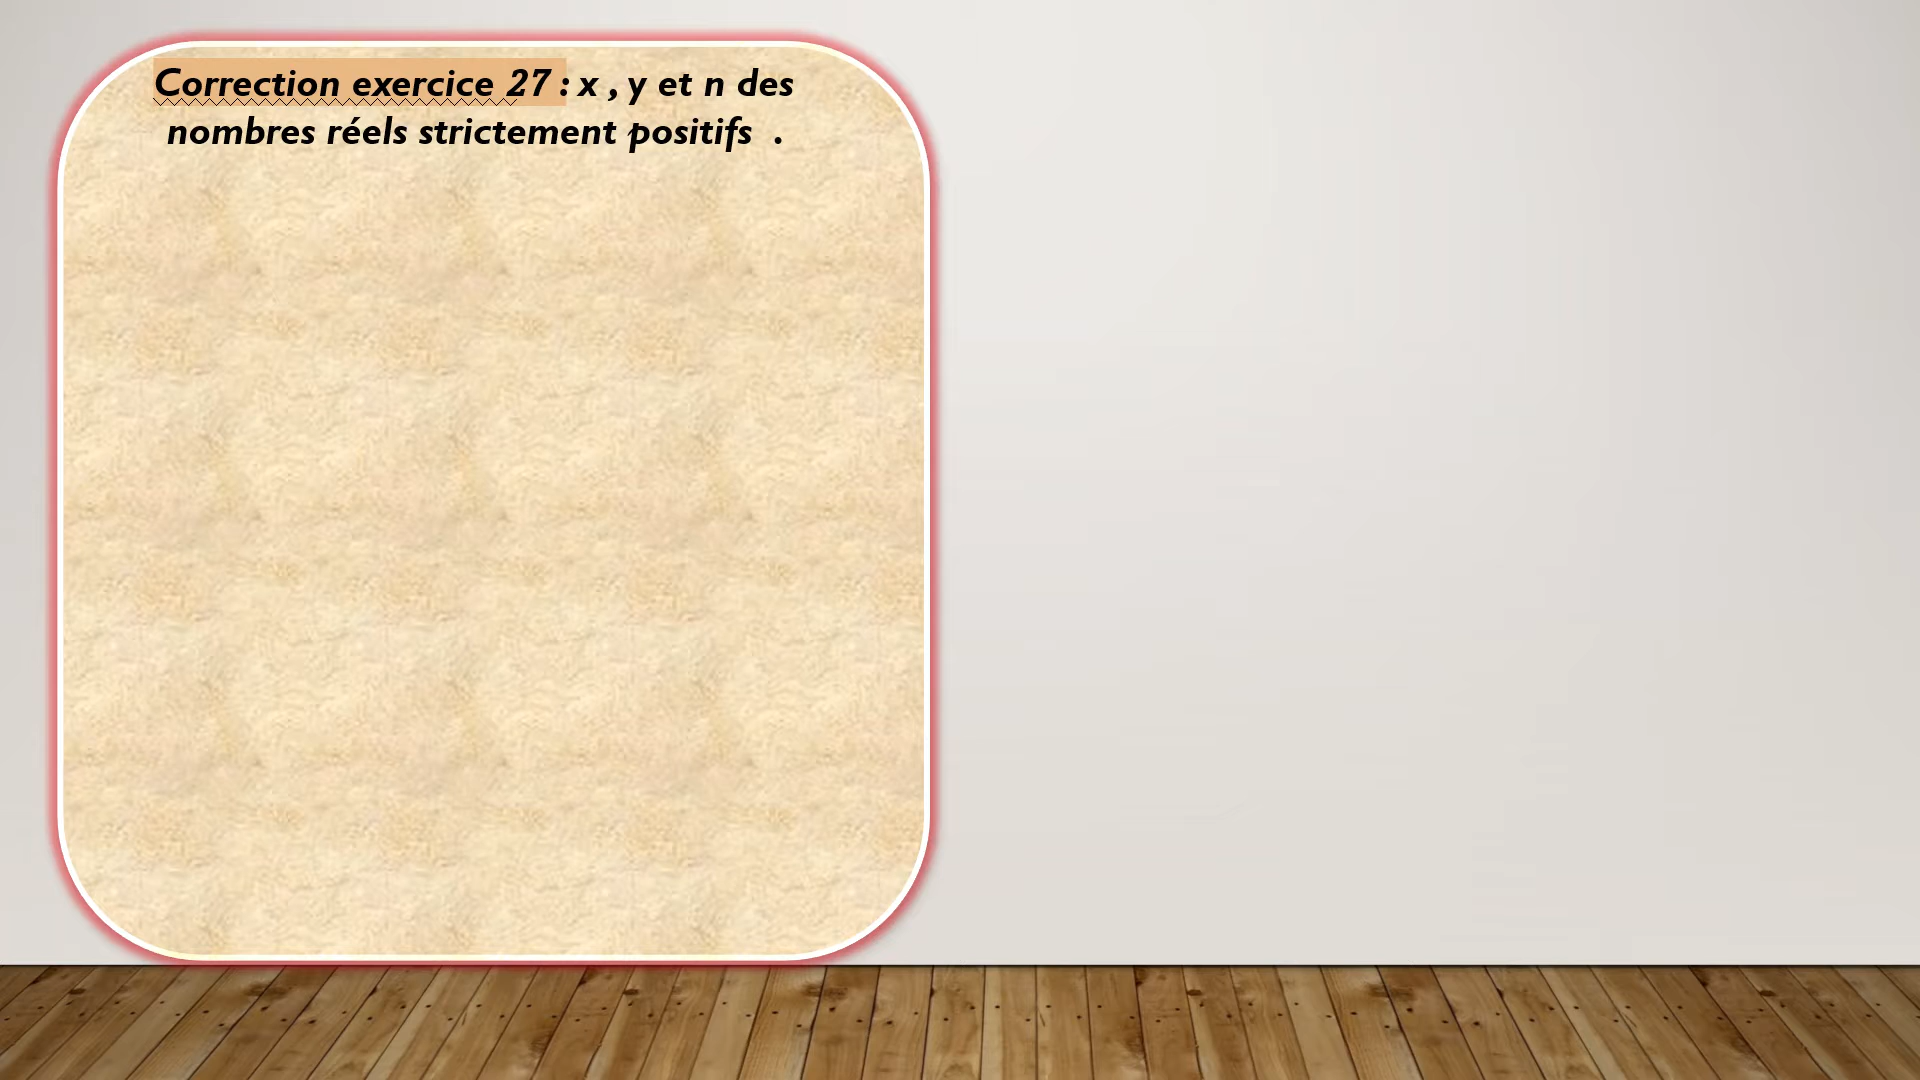 Correction exercice 27 : x , y et n des
nombres réels strictement positifs .